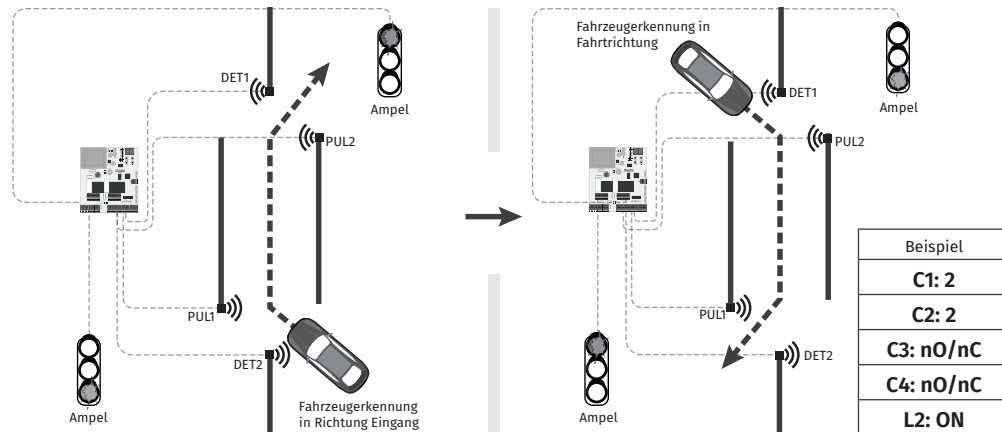 DET1
Ampel
PUL2
PUL1
DET2
Ampel
Fahrzeugerkennung
in Richtung Eingang
Fahrzeugerkennung in
Fahrtrichtung
DET1
Ampel
PUL2
PUL1
DET2
Ampel
Beispiel
C1: 2
C2: 2
C3: nO/nC
C4: nO/nC
L2: ON